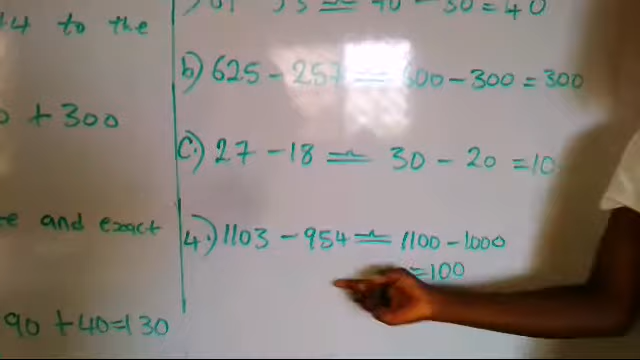 4 to the
+ 300
and exact
90 + 40 = 130
= 40
b) 625 - 257 ≃ 600 - 300 = 300
c.) 27 - 18 ≃ 30 - 20 = 10
4.) 1103 - 954 ≃ 1100 - 1000
= 100